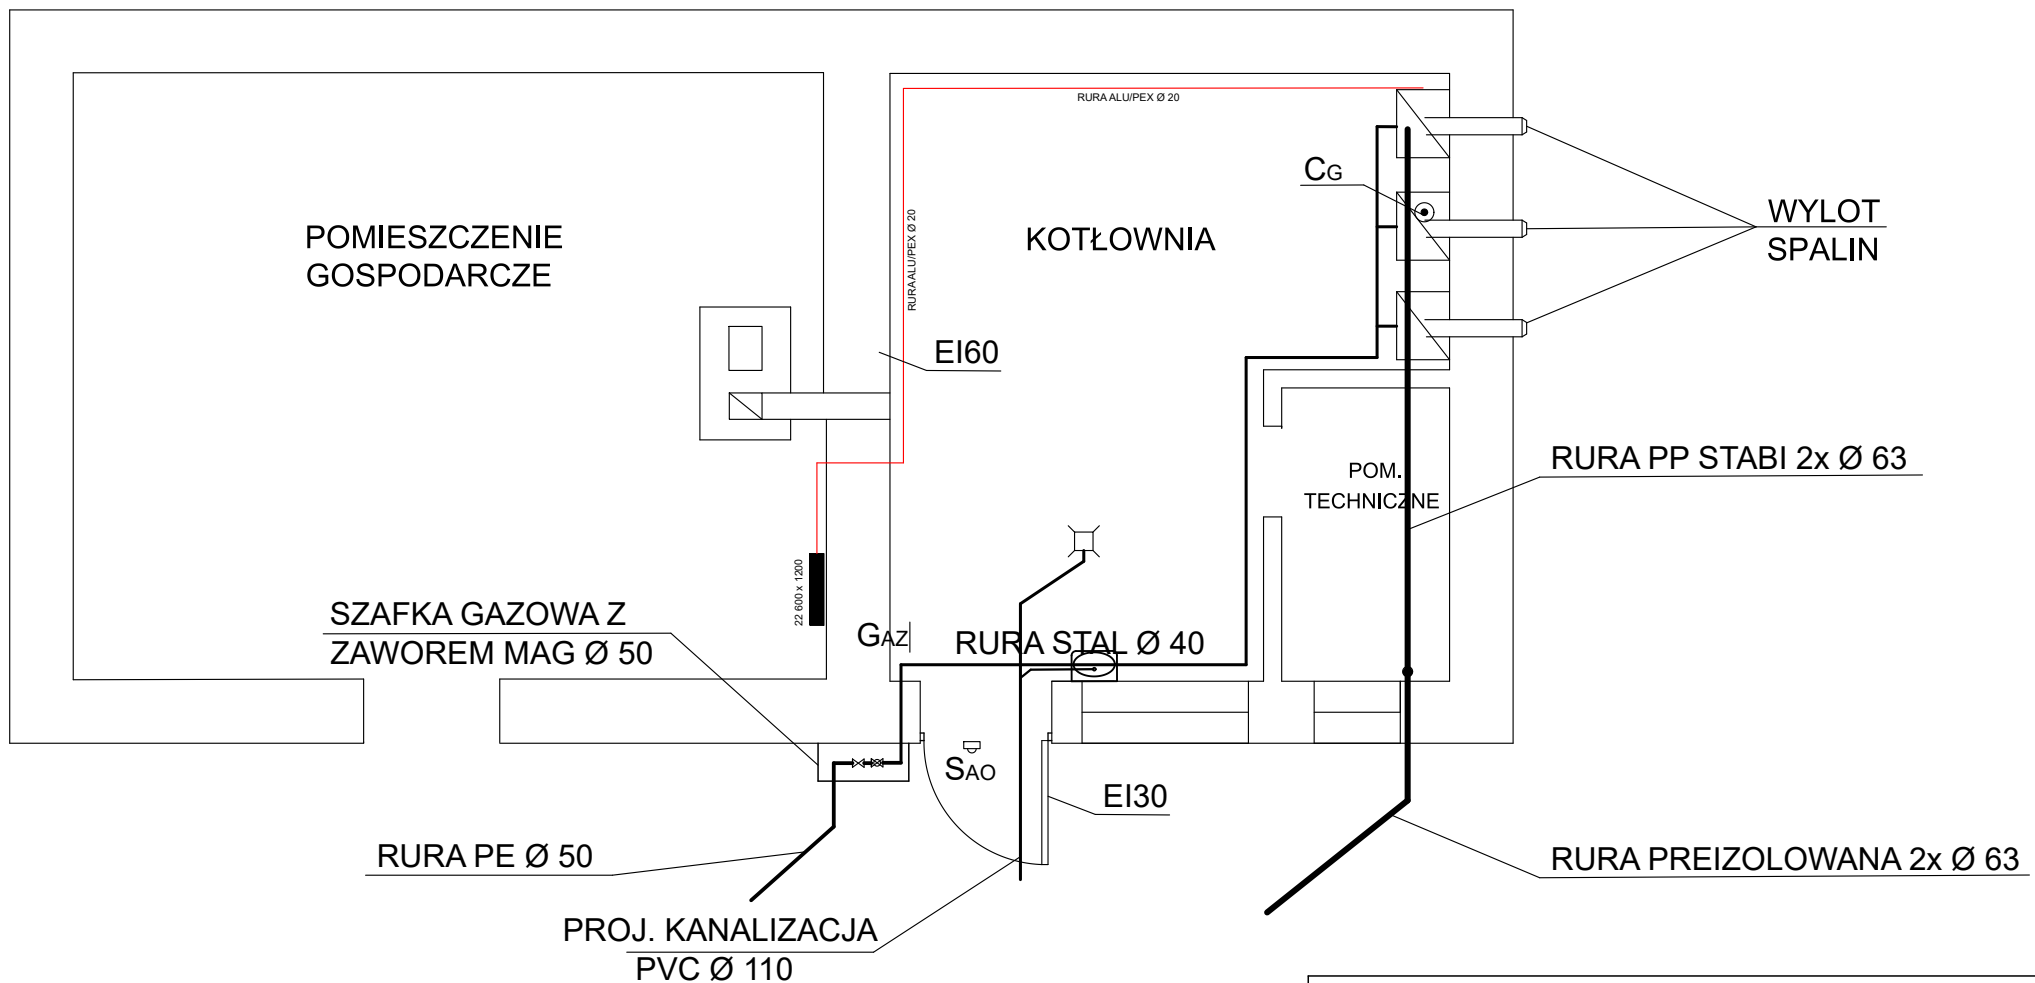 RURA ALU/PEX Ø 20
CG
WYLOT
SPALIN
POMIESZCZENIE
GOSPODARCZE
KOTŁOWNIA
RURA ALU/PEX Ø 20
EI60
POM.
TECHNICZNE
RURA PP STABI 2x Ø 63
22 600 x 1200
SZAFKA GAZOWA Z
ZAWOREM MAG Ø 50
GAZ
RURA STAL Ø 40
SAO
EI30
RURA PE Ø 50
RURA PREIZOLOWANA 2x Ø 63
PROJ. KANALIZACJA
PVC Ø 110